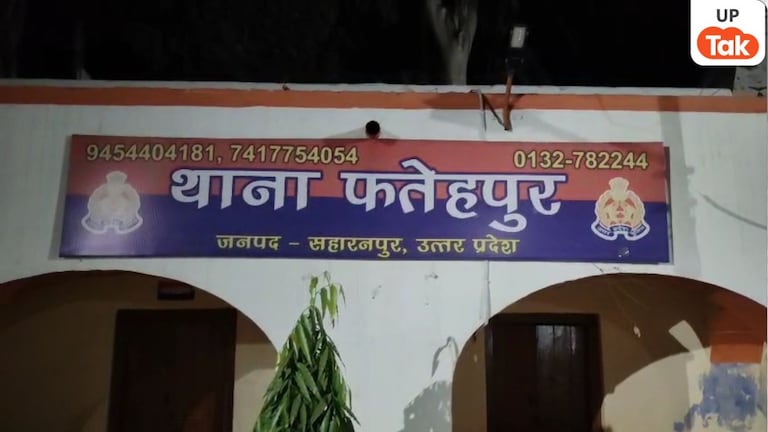 UP
Tak
9454404181, 7417754054 0132-782244
थाना फतेहपुर
जनपद - सहारनपुर, उत्तर प्रदेश